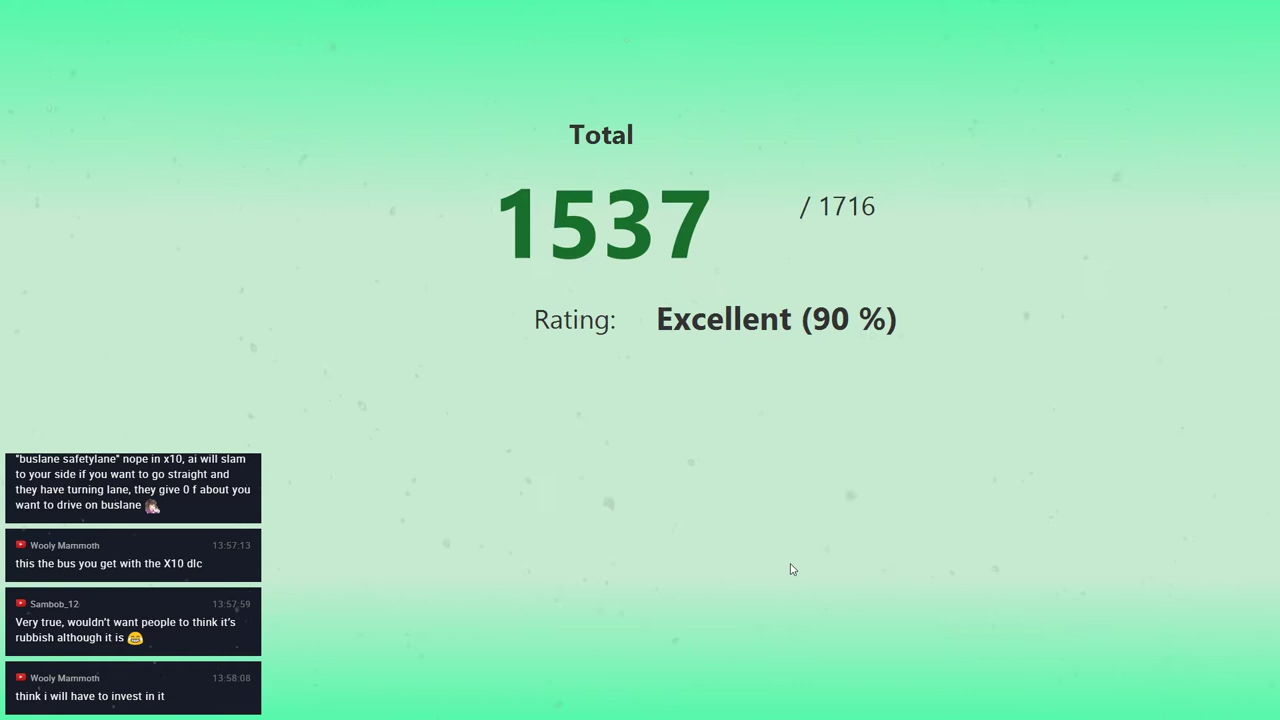 Total
1537
/ 1716
Rating:
Excellent (90 %)
"buslane safetylane" nope in x10, ai will slam
to your side if you want to go straight and
they have turning lane, they give 0 f about you
want to drive on buslane
Wooly Mammoth 13:57:13
this the bus you get with the X10 dlc
Sambob_12 13:57:59
Very true, wouldn't want people to think it's
rubbish although it is
Wooly Mammoth 13:58:08
think i will have to invest in it